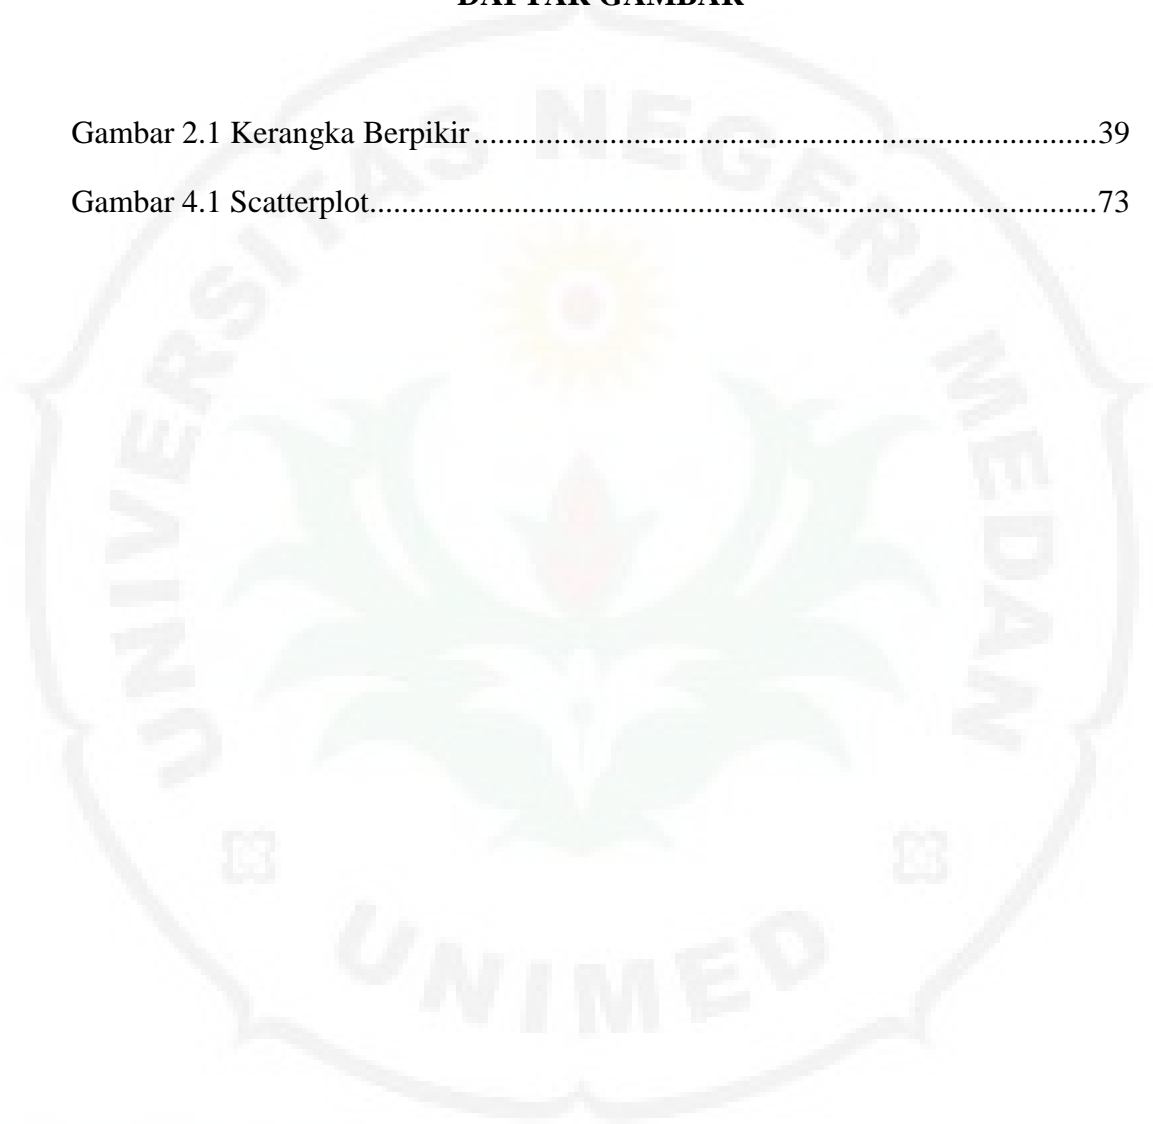 DAFTAR GAMBAR
Gambar 2.1 Kerangka Berpikir..............................................................................39
Gambar 4.1 Scatterplot...........................................................................................73
UNIVERSITAS NEGERI MEDAN
UNIMED